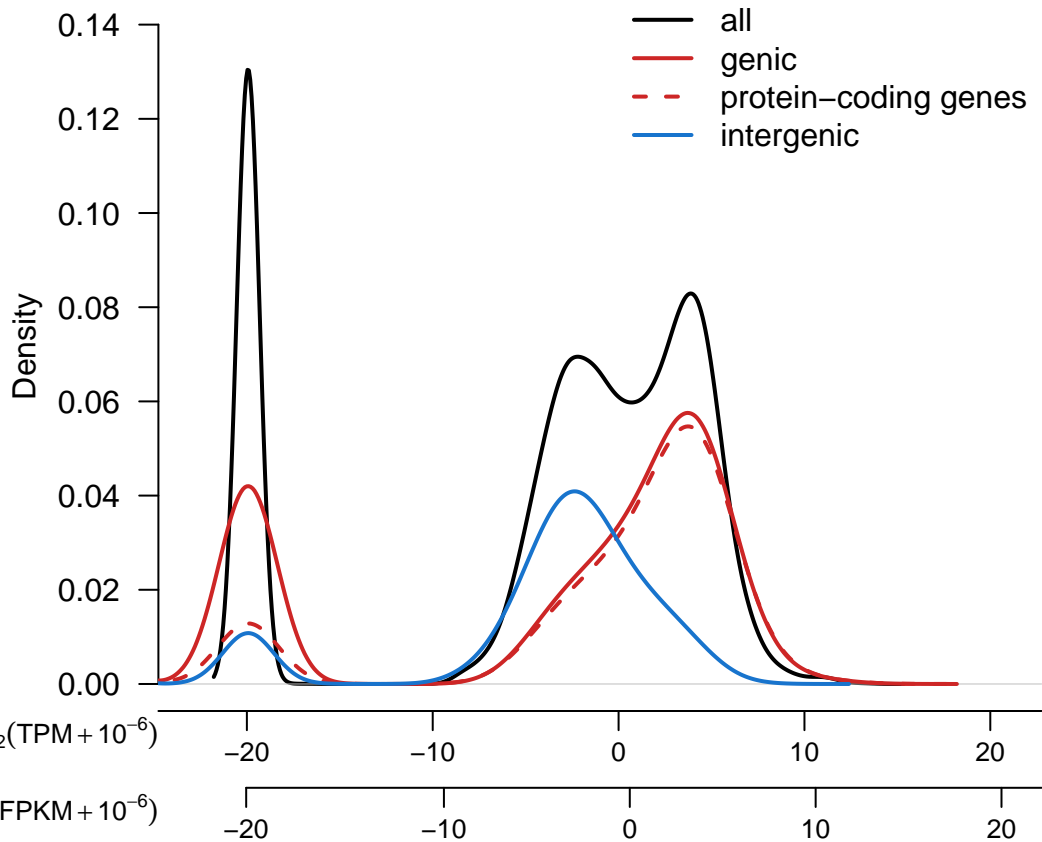 all
genic
protein−coding genes
intergenic
Density
0.14
0.12
0.10
0.08
0.06
0.04
0.02
0.00
₂(TPM+10⁻⁶)
−20 −10 0 10 20
FPKM+10⁻⁶)
−20 −10 0 10 20